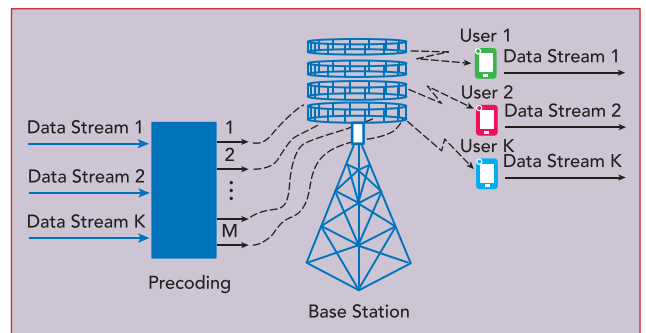 User 1
Data Stream 1
User 2
Data Stream 2
User K
Data Stream K
Data Stream 1
Data Stream 2
Data Stream K
1
2
⋮
M
Precoding
Base Station